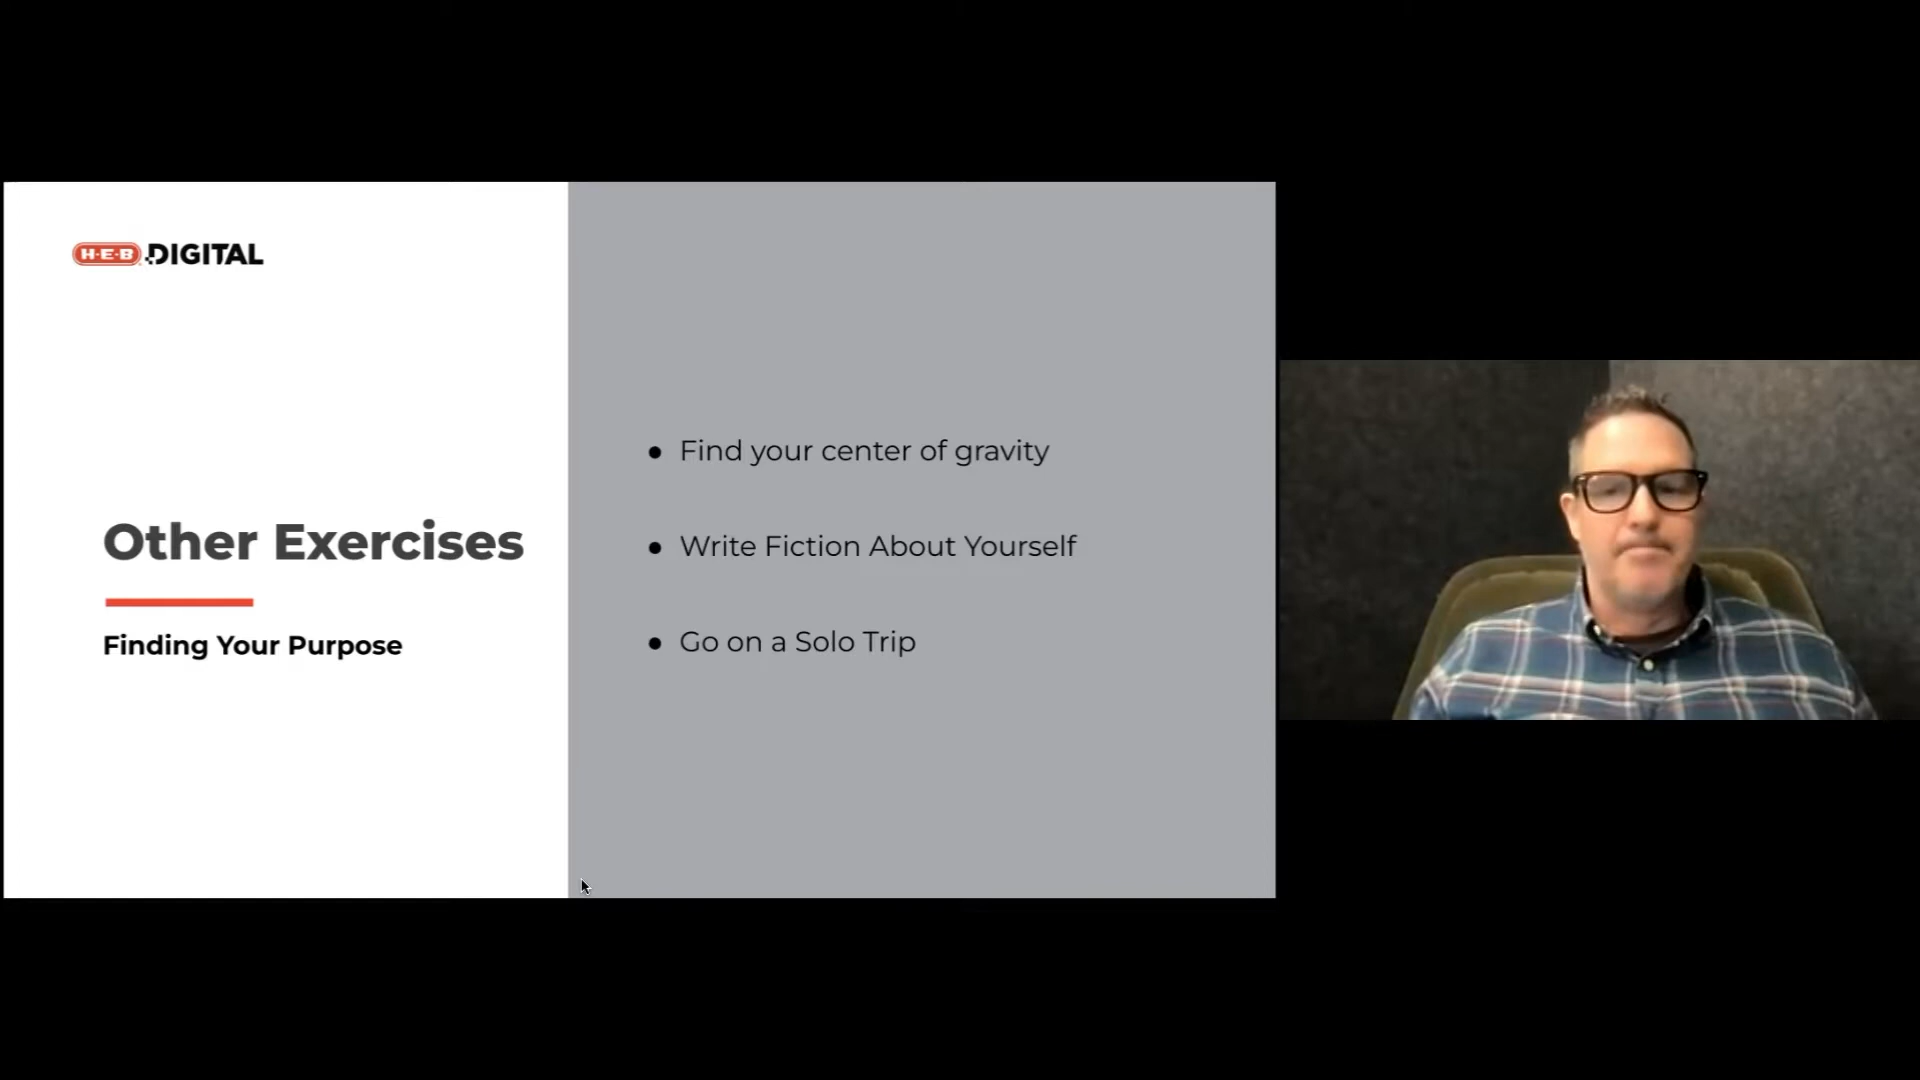 H-E-B DIGITAL
Other Exercises
Finding Your Purpose
● Find your center of gravity
● Write Fiction About Yourself
● Go on a Solo Trip